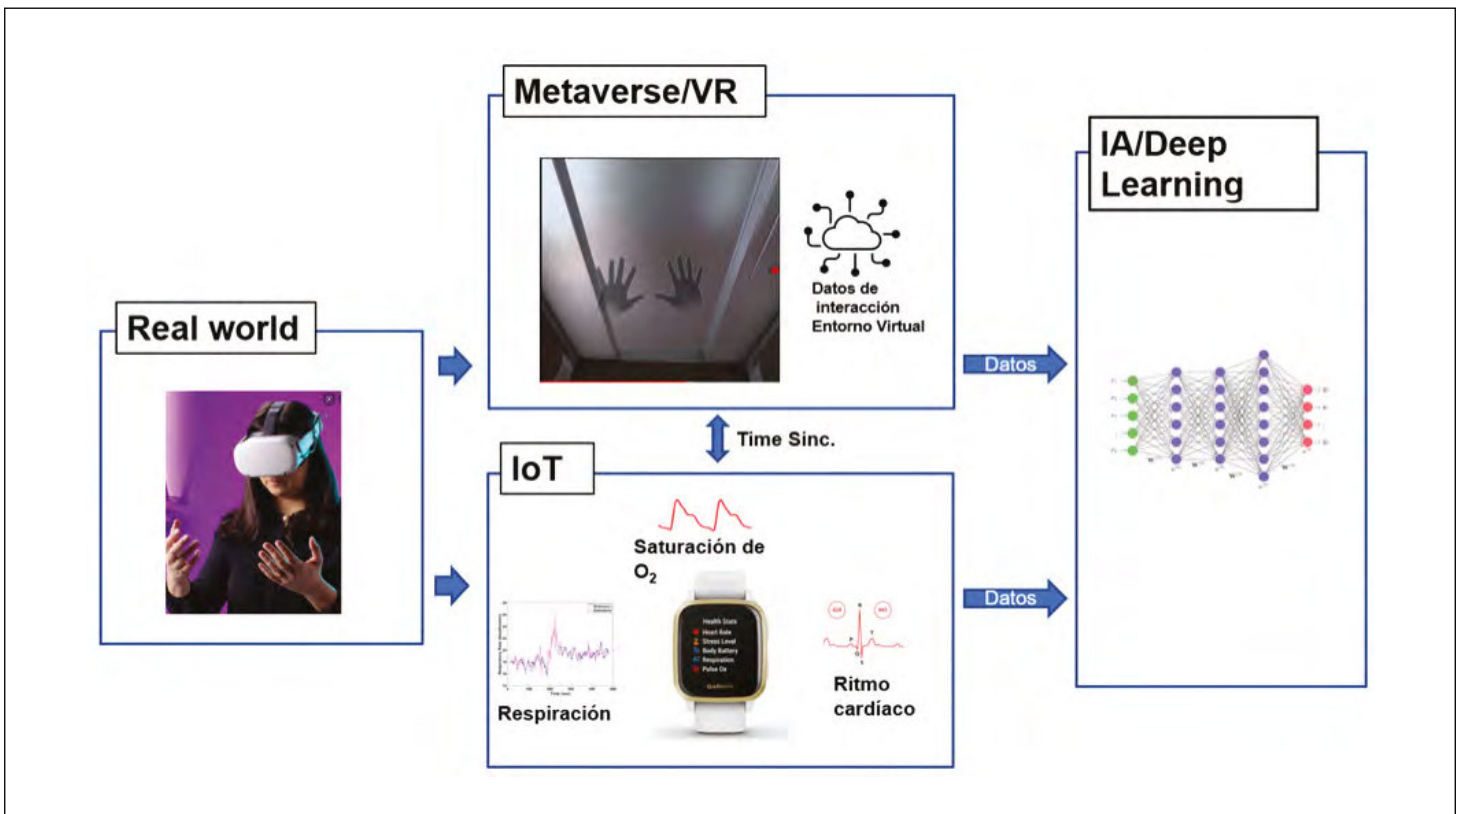 Metaverse/VR
Datos de
interacción
Entorno Virtual
IA/Deep
Learning
Real world
Datos
Time Sinc.
IoT
Saturación de
O₂
Respiración
Health Stats
Heart Rate
Stress Level
Body Battery
Respiration
Pulse Ox
R
P
T
Q
S
Ritmo
cardíaco
Datos